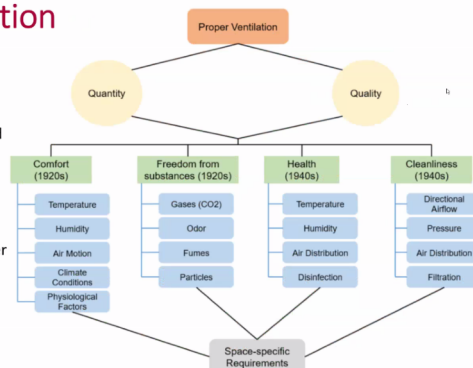 tion
Proper Ventilation
Quantity
Quality
er
Comfort
(1920s)
Temperature
Humidity
Air Motion
Climate
Conditions
Physiological
Factors
Freedom from
substances (1920s)
Gases (CO2)
Odor
Fumes
Particles
Health
(1940s)
Temperature
Humidity
Air Distribution
Disinfection
Cleanliness
(1940s)
Directional
Airflow
Pressure
Air Distribution
Filtration
Space-specific
Requirements